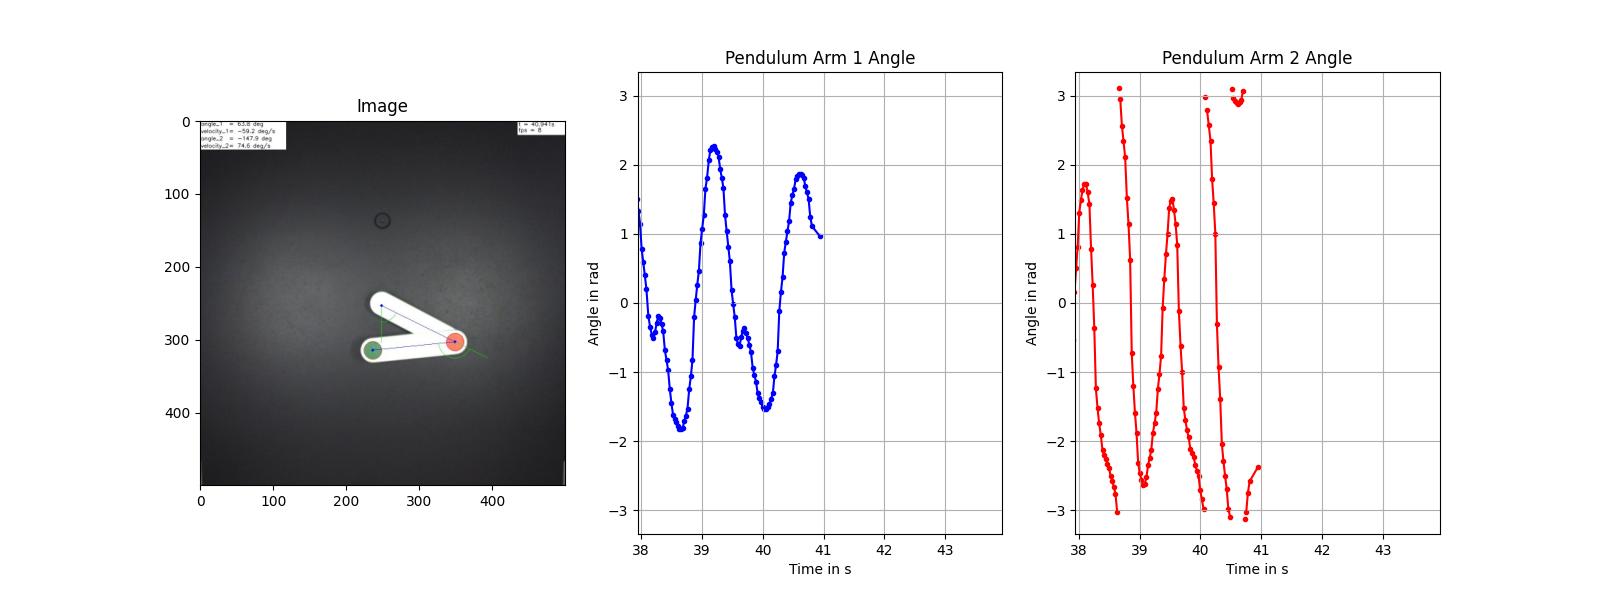 Image
angle_1 = 63.8 deg
velocity_1= -59.2 deg/s
angle_2 = -147.9 deg
velocity_2= 74.6 deg/s
t = 40.941s
fps = 8
0
100
200
300
400
0 100 200 300 400
Pendulum Arm 1 Angle
Angle in rad
3
2
1
0
−1
−2
−3
38 39 40 41 42 43
Time in s
Pendulum Arm 2 Angle
Angle in rad
3
2
1
0
−1
−2
−3
38 39 40 41 42 43
Time in s